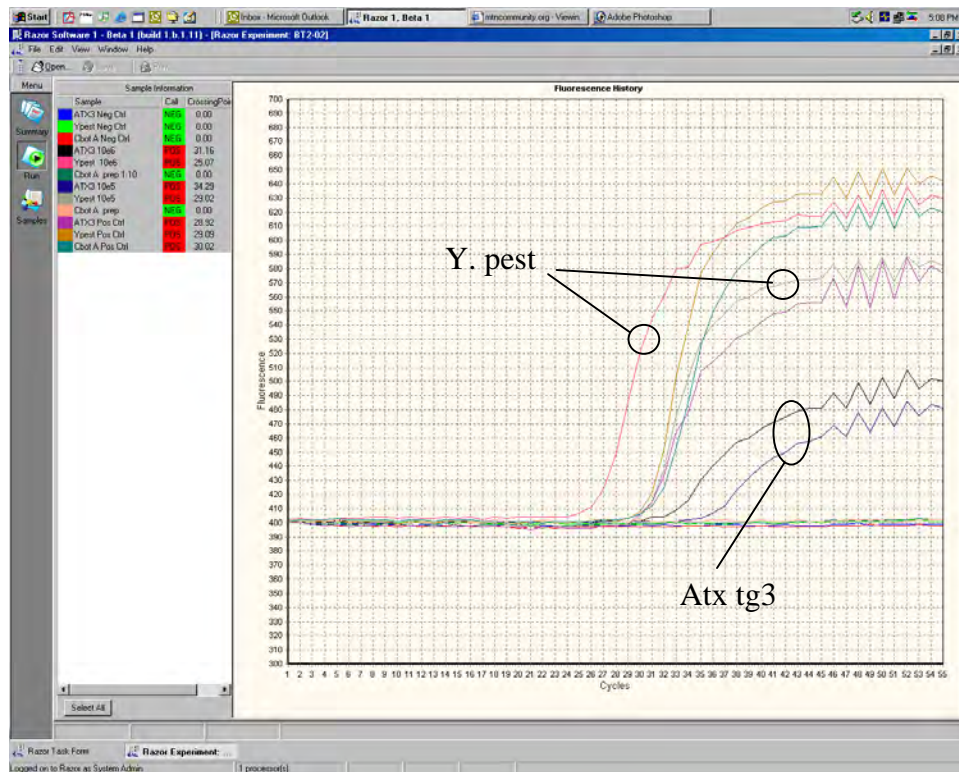 Start
Inbox - Microsoft Outlook
Razor 1, Beta 1
mtncommunity.org - Viewin...
Adobe Photoshop
5:08 PM
Razor Software 1 - Beta 1 (build 1.b.1.11) - [Razor Experiment: BT2-02]
File Edit View Window Help
Open...
Menu
Summary
Run
Samples
Sample Information
Sample Call CrossingPoi
ATX3 Neg Ctrl NEG 0.00
Ypest Neg Ctrl NEG 0.00
Cbot A Neg Ctrl NEG 0.00
ATX3 10e6 POS 31.16
Ypest 10e6 POS 25.07
Cbot A prep 1:10 NEG 0.00
ATX3 10e5 POS 34.29
Ypest 10e5 POS 29.02
Cbot A prep NEG 0.00
ATX3 Pos Ctrl POS 28.92
Ypest Pos Ctrl POS 29.09
Cbot A Pos Ctrl POS 30.02
Select All
Fluorescence History
Fluorescence
700
690
680
670
660
650
640
630
620
610
600
590
580
570
560
550
540
530
520
510
500
490
480
470
460
450
440
430
420
410
400
390
380
370
360
350
340
330
320
310
300
Y. pest
Atx tg3
1 2 3 4 5 6 7 8 9 10 11 12 13 14 15 16 17 18 19 20 21 22 23 24 25 26 27 28 29 30 31 32 33 34 35 36 37 38 39 40 41 42 43 44 45 46 47 48 49 50 51 52 53 54 55
Cycles
Razor Task Form
Razor Experiment: ...
Logged on to Razor as System Admin
1 processor(s)